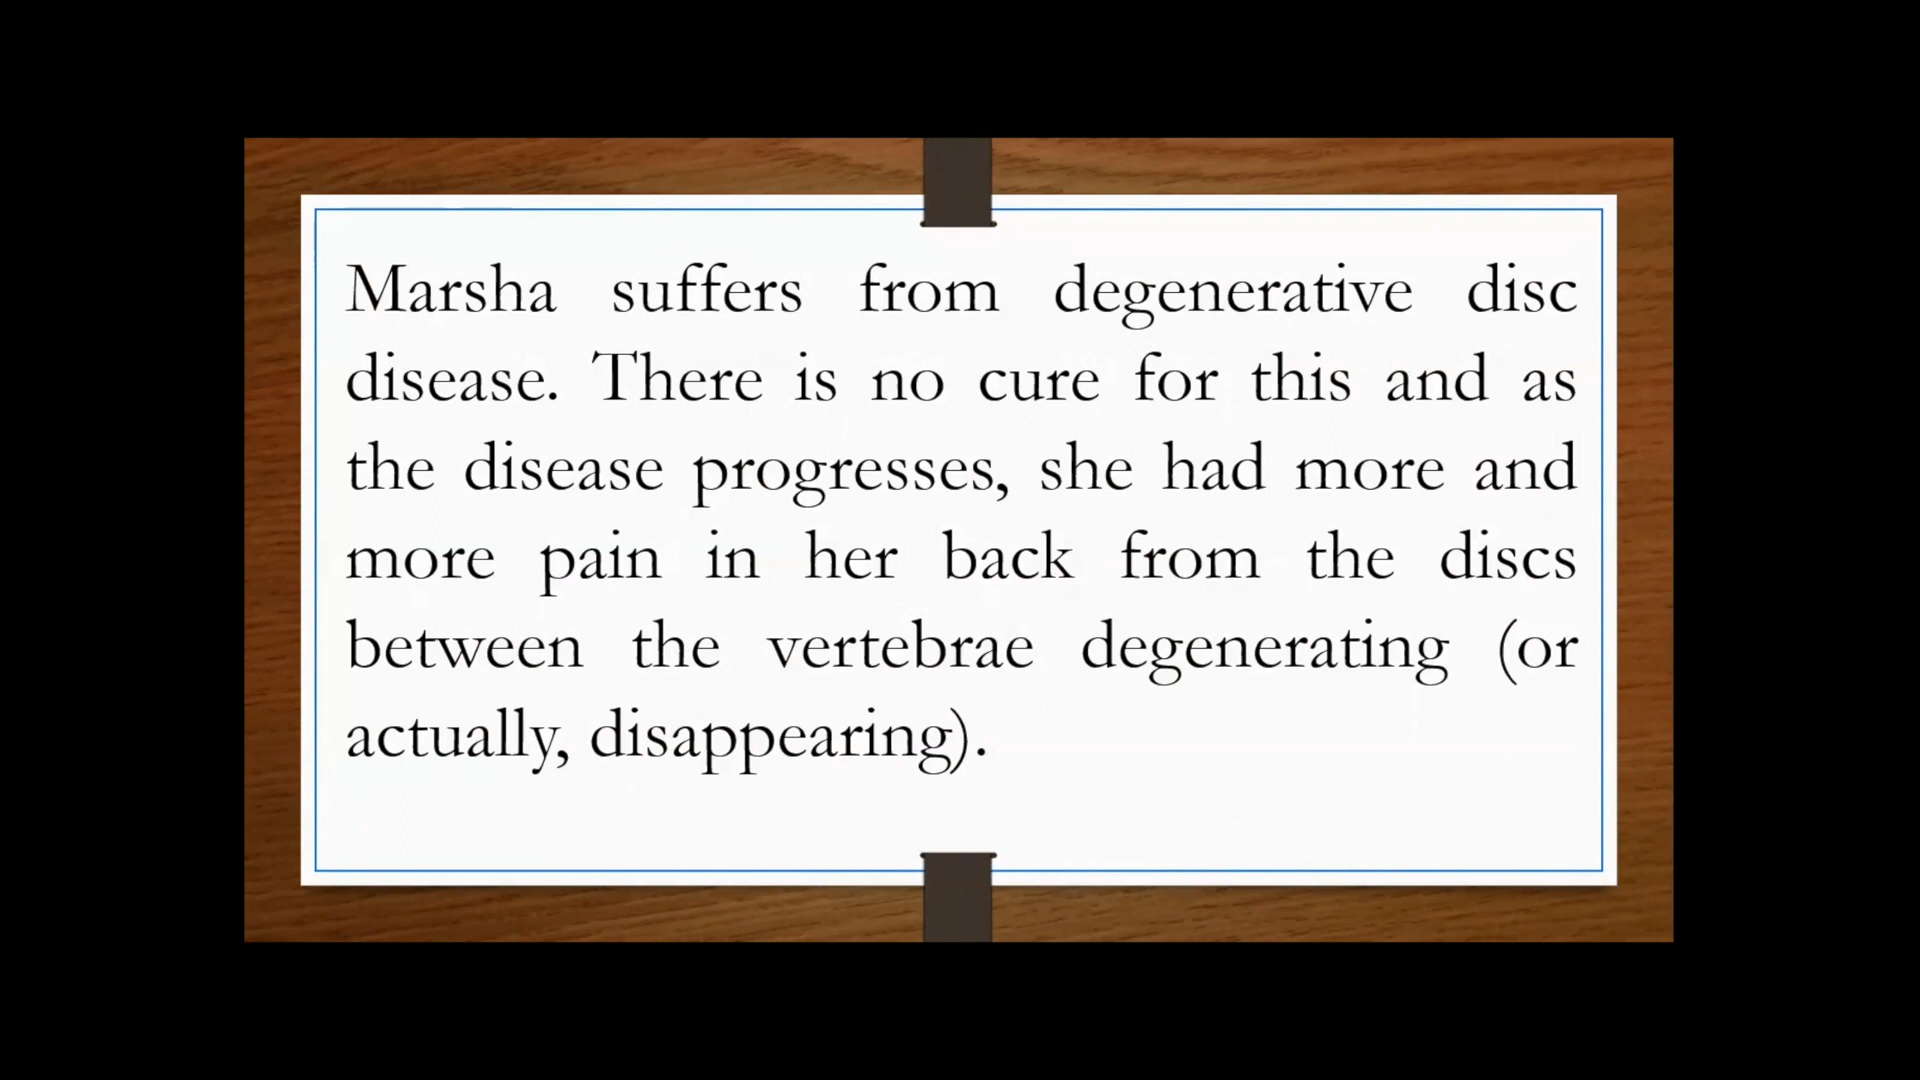 Marsha suffers from degenerative disc
disease. There is no cure for this and as
the disease progresses, she had more and
more pain in her back from the discs
between the vertebrae degenerating (or
actually, disappearing).